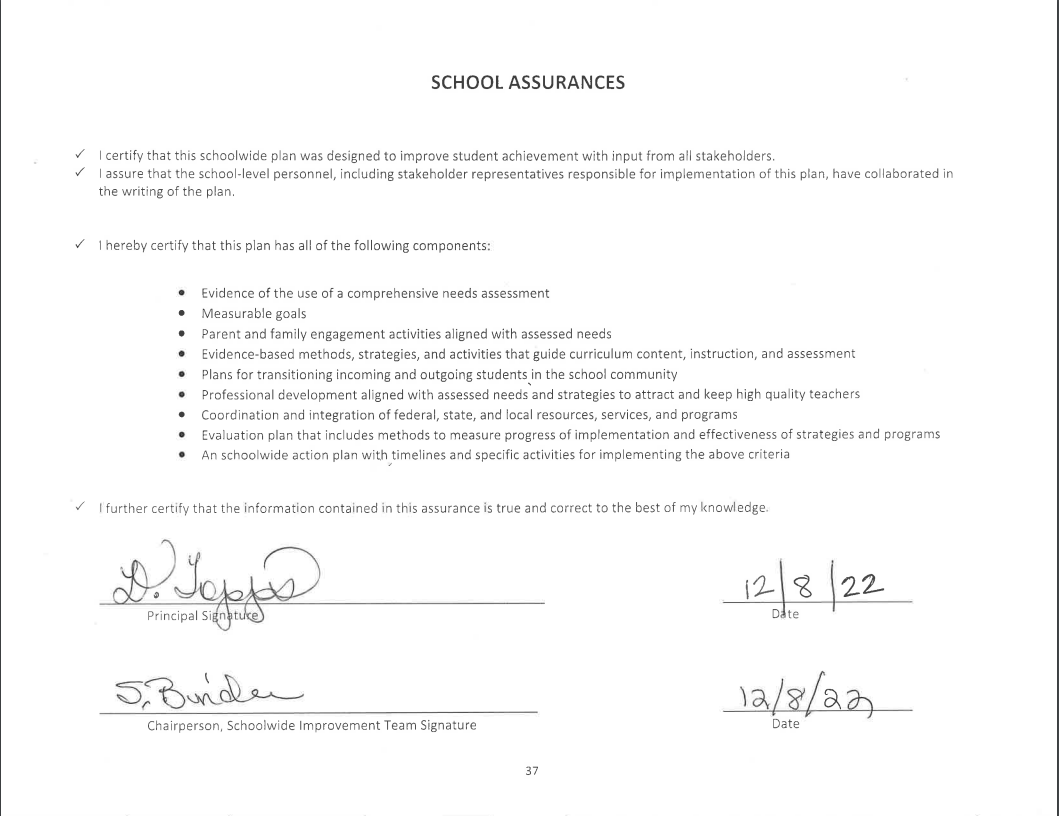 SCHOOL ASSURANCES
✓ I certify that this schoolwide plan was designed to improve student achievement with input from all stakeholders.
✓ I assure that the school-level personnel, including stakeholder representatives responsible for implementation of this plan, have collaborated in
the writing of the plan.
✓ I hereby certify that this plan has all of the following components:
• Evidence of the use of a comprehensive needs assessment
• Measurable goals
• Parent and family engagement activities aligned with assessed needs
• Evidence-based methods, strategies, and activities that guide curriculum content, instruction, and assessment
• Plans for transitioning incoming and outgoing students in the school community
• Professional development aligned with assessed needs and strategies to attract and keep high quality teachers
• Coordination and integration of federal, state, and local resources, services, and programs
• Evaluation plan that includes methods to measure progress of implementation and effectiveness of strategies and programs
• An schoolwide action plan with timelines and specific activities for implementing the above criteria
✓ I further certify that the information contained in this assurance is true and correct to the best of my knowledge.
D. Tapps 12/8/22
Principal Signature Date
S. Binder 12/8/22
Chairperson, Schoolwide Improvement Team Signature Date
37